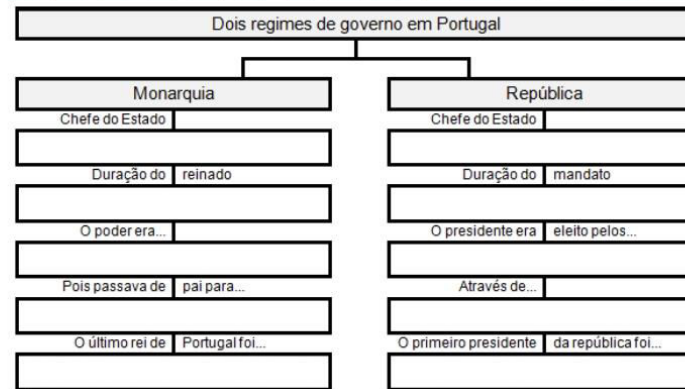 Dois regimes de governo em Portugal
Monarquia
Chefe do Estado
Duração do reinado
O poder era...
Pois passava de pai para...
O último rei de Portugal foi...
República
Chefe do Estado
Duração do mandato
O presidente era eleito pelos...
Através de...
O primeiro presidente da república foi...